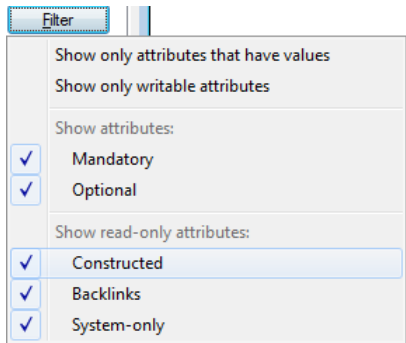 Filter
Show only attributes that have values
Show only writable attributes
Show attributes:
Mandatory
Optional
Show read-only attributes:
Constructed
Backlinks
System-only